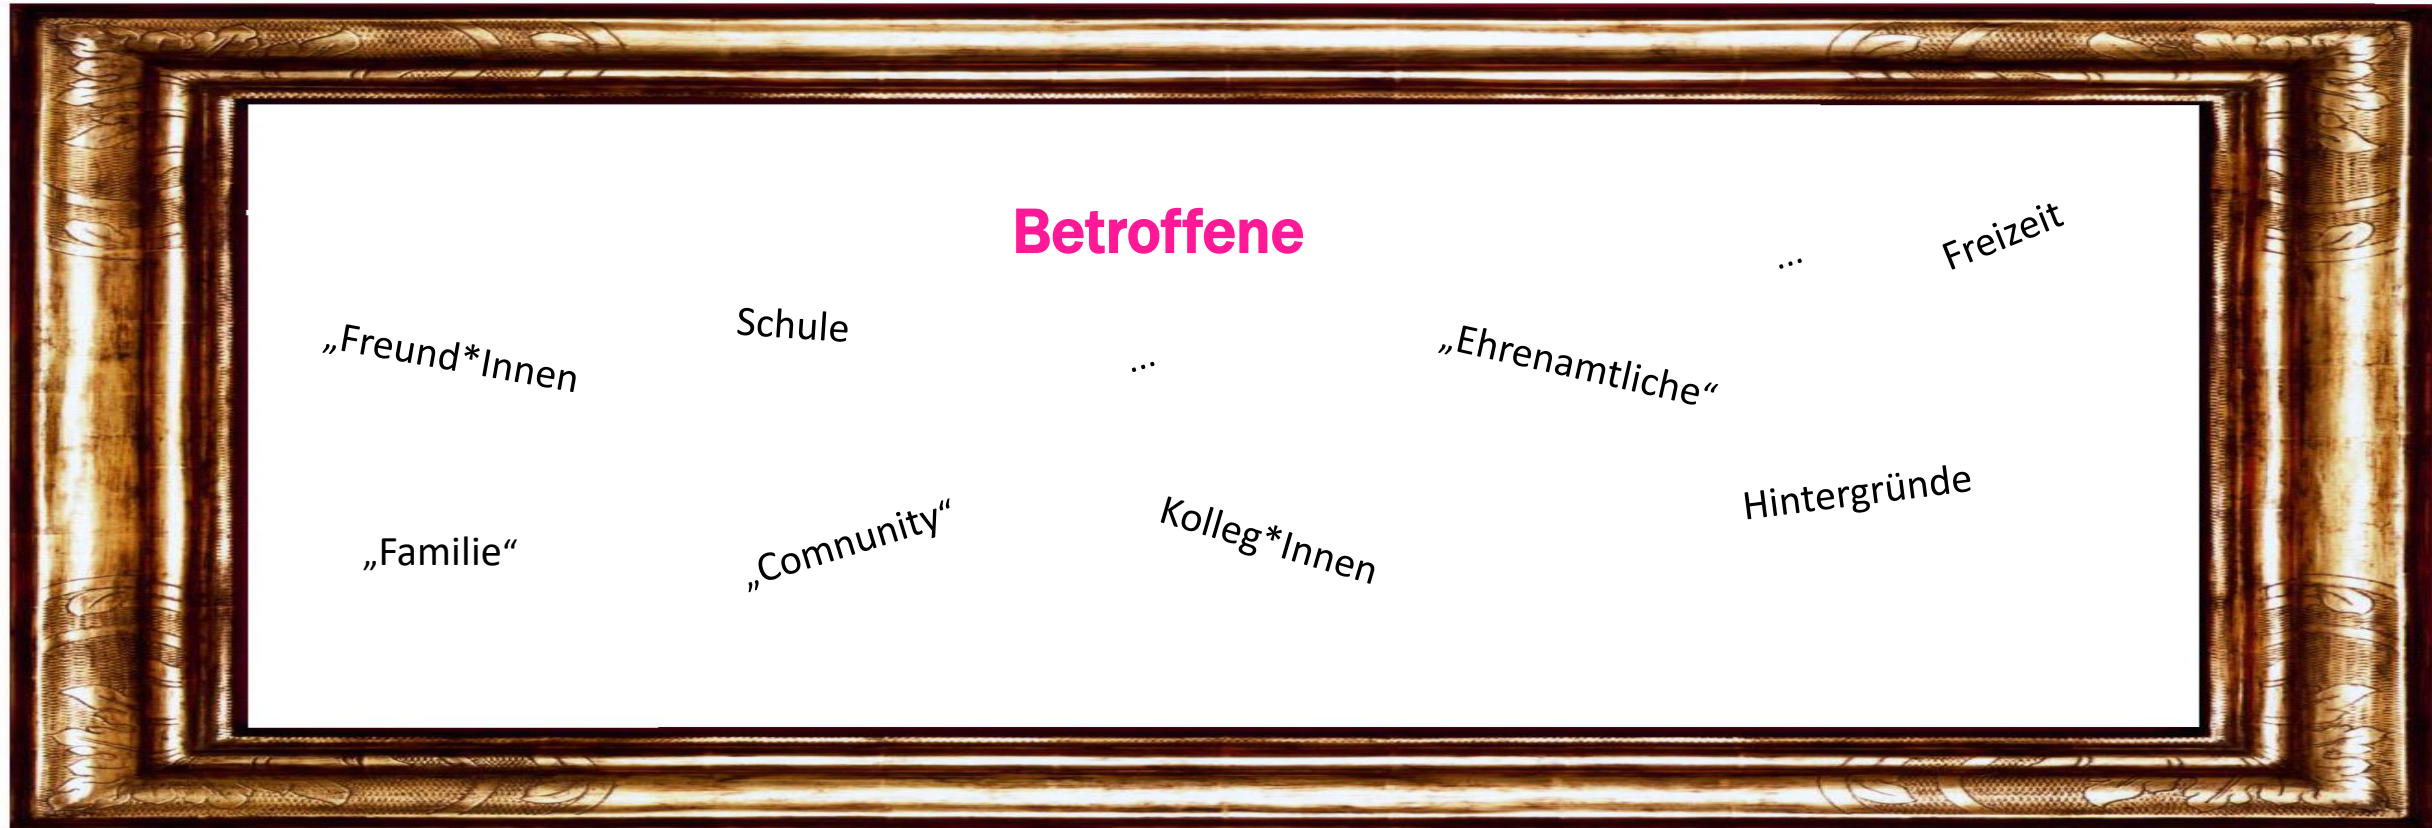 Betroffene
... Freizeit
„Freund*Innen
Schule
...
„Ehrenamtliche“
„Familie“
„Comnunity“
Kolleg*Innen
Hintergründe